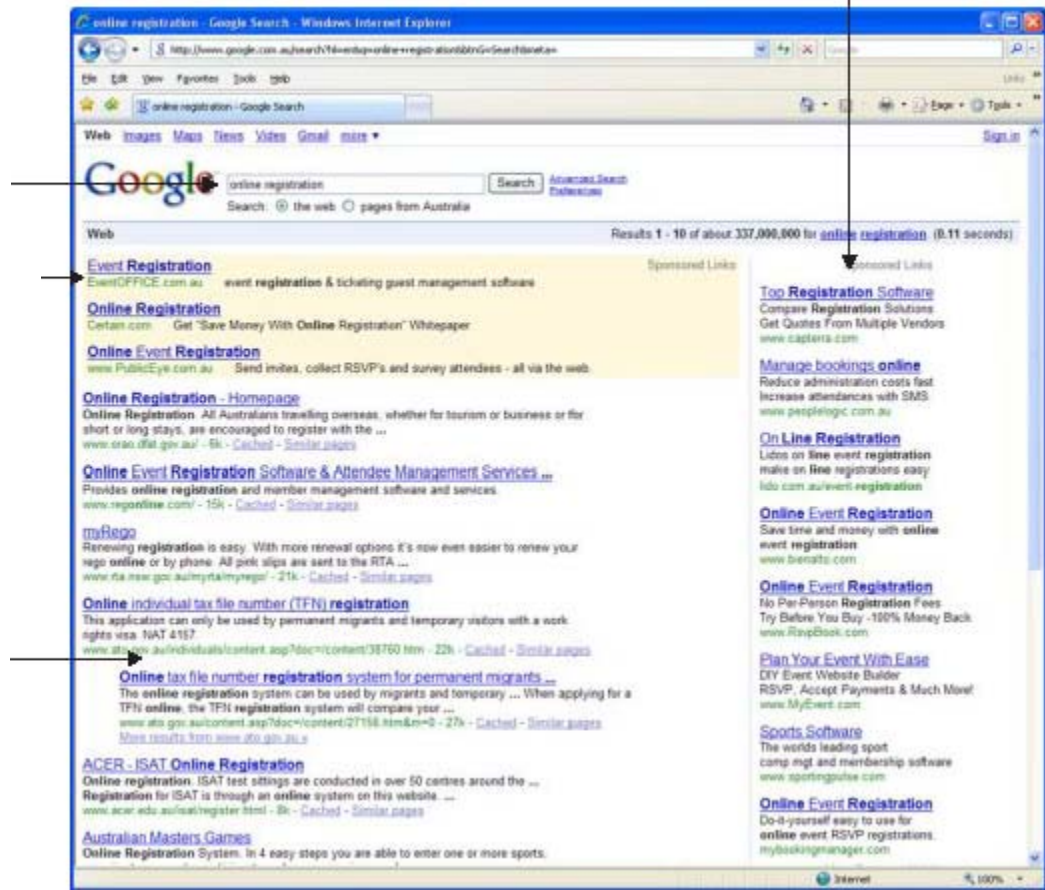 online registration - Google Search - Windows Internet Explorer
File Edit View Favorites Tools Help
Links
online registration - Google Search
Page Tools
Web Images Maps News Video Gmail more
Sign in
Google
online registration
Search
Advanced Search
Preferences
Search: the web pages from Australia
Web
Results 1 - 10 of about 337,000,000 for online registration. (0.11 seconds)
Event Registration
EventOFFICE.com.au event registration & ticketing guest management software
Sponsored Links
Online Registration
Certain.com Get "Save Money With Online Registration" Whitepaper
Online Event Registration
www.PublicEye.com.au Send invites, collect RSVP's and survey attendees - all via the web.
Online Registration - Homepage
Online Registration. All Australians travelling overseas, whether for tourism or business or for
short or long stays, are encouraged to register with the ...
www.orao.dfat.gov.au/ - 6k - Cached - Similar pages
Online Event Registration Software & Attendee Management Services ...
Provides online registration and member management software and services.
www.regonline.com/ - 15k - Cached - Similar pages
myRego
Renewing registration is easy. With more renewal options it's now even easier to renew your
rego online or by phone. All pink slips are sent to the RTA ...
www.rta.nsw.gov.au/myrta/myrego/ - 21k - Cached - Similar pages
Online individual tax file number (TFN) registration
This application can only be used by permanent migrants and temporary visitors with a work
rights visa. NAT 4157.
www.ato.gov.au/individuals/content.asp?doc=/content/38760.htm - 22k - Cached - Similar pages
Online tax file number registration system for permanent migrants ...
The online registration system can be used by migrants and temporary ... When applying for a
TFN online, the TFN registration system will compare your ...
www.ato.gov.au/content.asp?doc=/content/27158.htm&m=0 - 27k - Cached - Similar pages
More results from www.ato.gov.au »
ACER - ISAT Online Registration
Online registration. ISAT test sittings are conducted in over 50 centres around the ...
Registration for ISAT is through an online system on this website. ...
www.acer.edu.au/isat/register.html - 8k - Cached - Similar pages
Australian Masters Games
Online Registration System. In 4 easy steps you are able to enter one or more sports.
Sponsored Links
Top Registration Software
Compare Registration Solutions
Get Quotes From Multiple Vendors
www.capterra.com
Manage bookings online
Reduce administration costs fast
Increase attendances with SMS
www.peoplelogic.com.au
On Line Registration
Lidos on line event registration
make on line registrations easy
lido.com.au/event-registration
Online Event Registration
Save time and money with online
event registration
www.bienalto.com
Online Event Registration
No Per-Person Registration Fees
Try Before You Buy -100% Money Back
www.RsvpBook.com
Plan Your Event With Ease
DIY Event Website Builder
RSVP, Accept Payments & Much More!
www.MyEvent.com
Sports Software
The worlds leading sport
comp mgt and membership software
www.sportingpulse.com
Online Event Registration
Do-it-yourself easy to use for
online event RSVP registrations.
mybookingmanager.com
Internet
100%